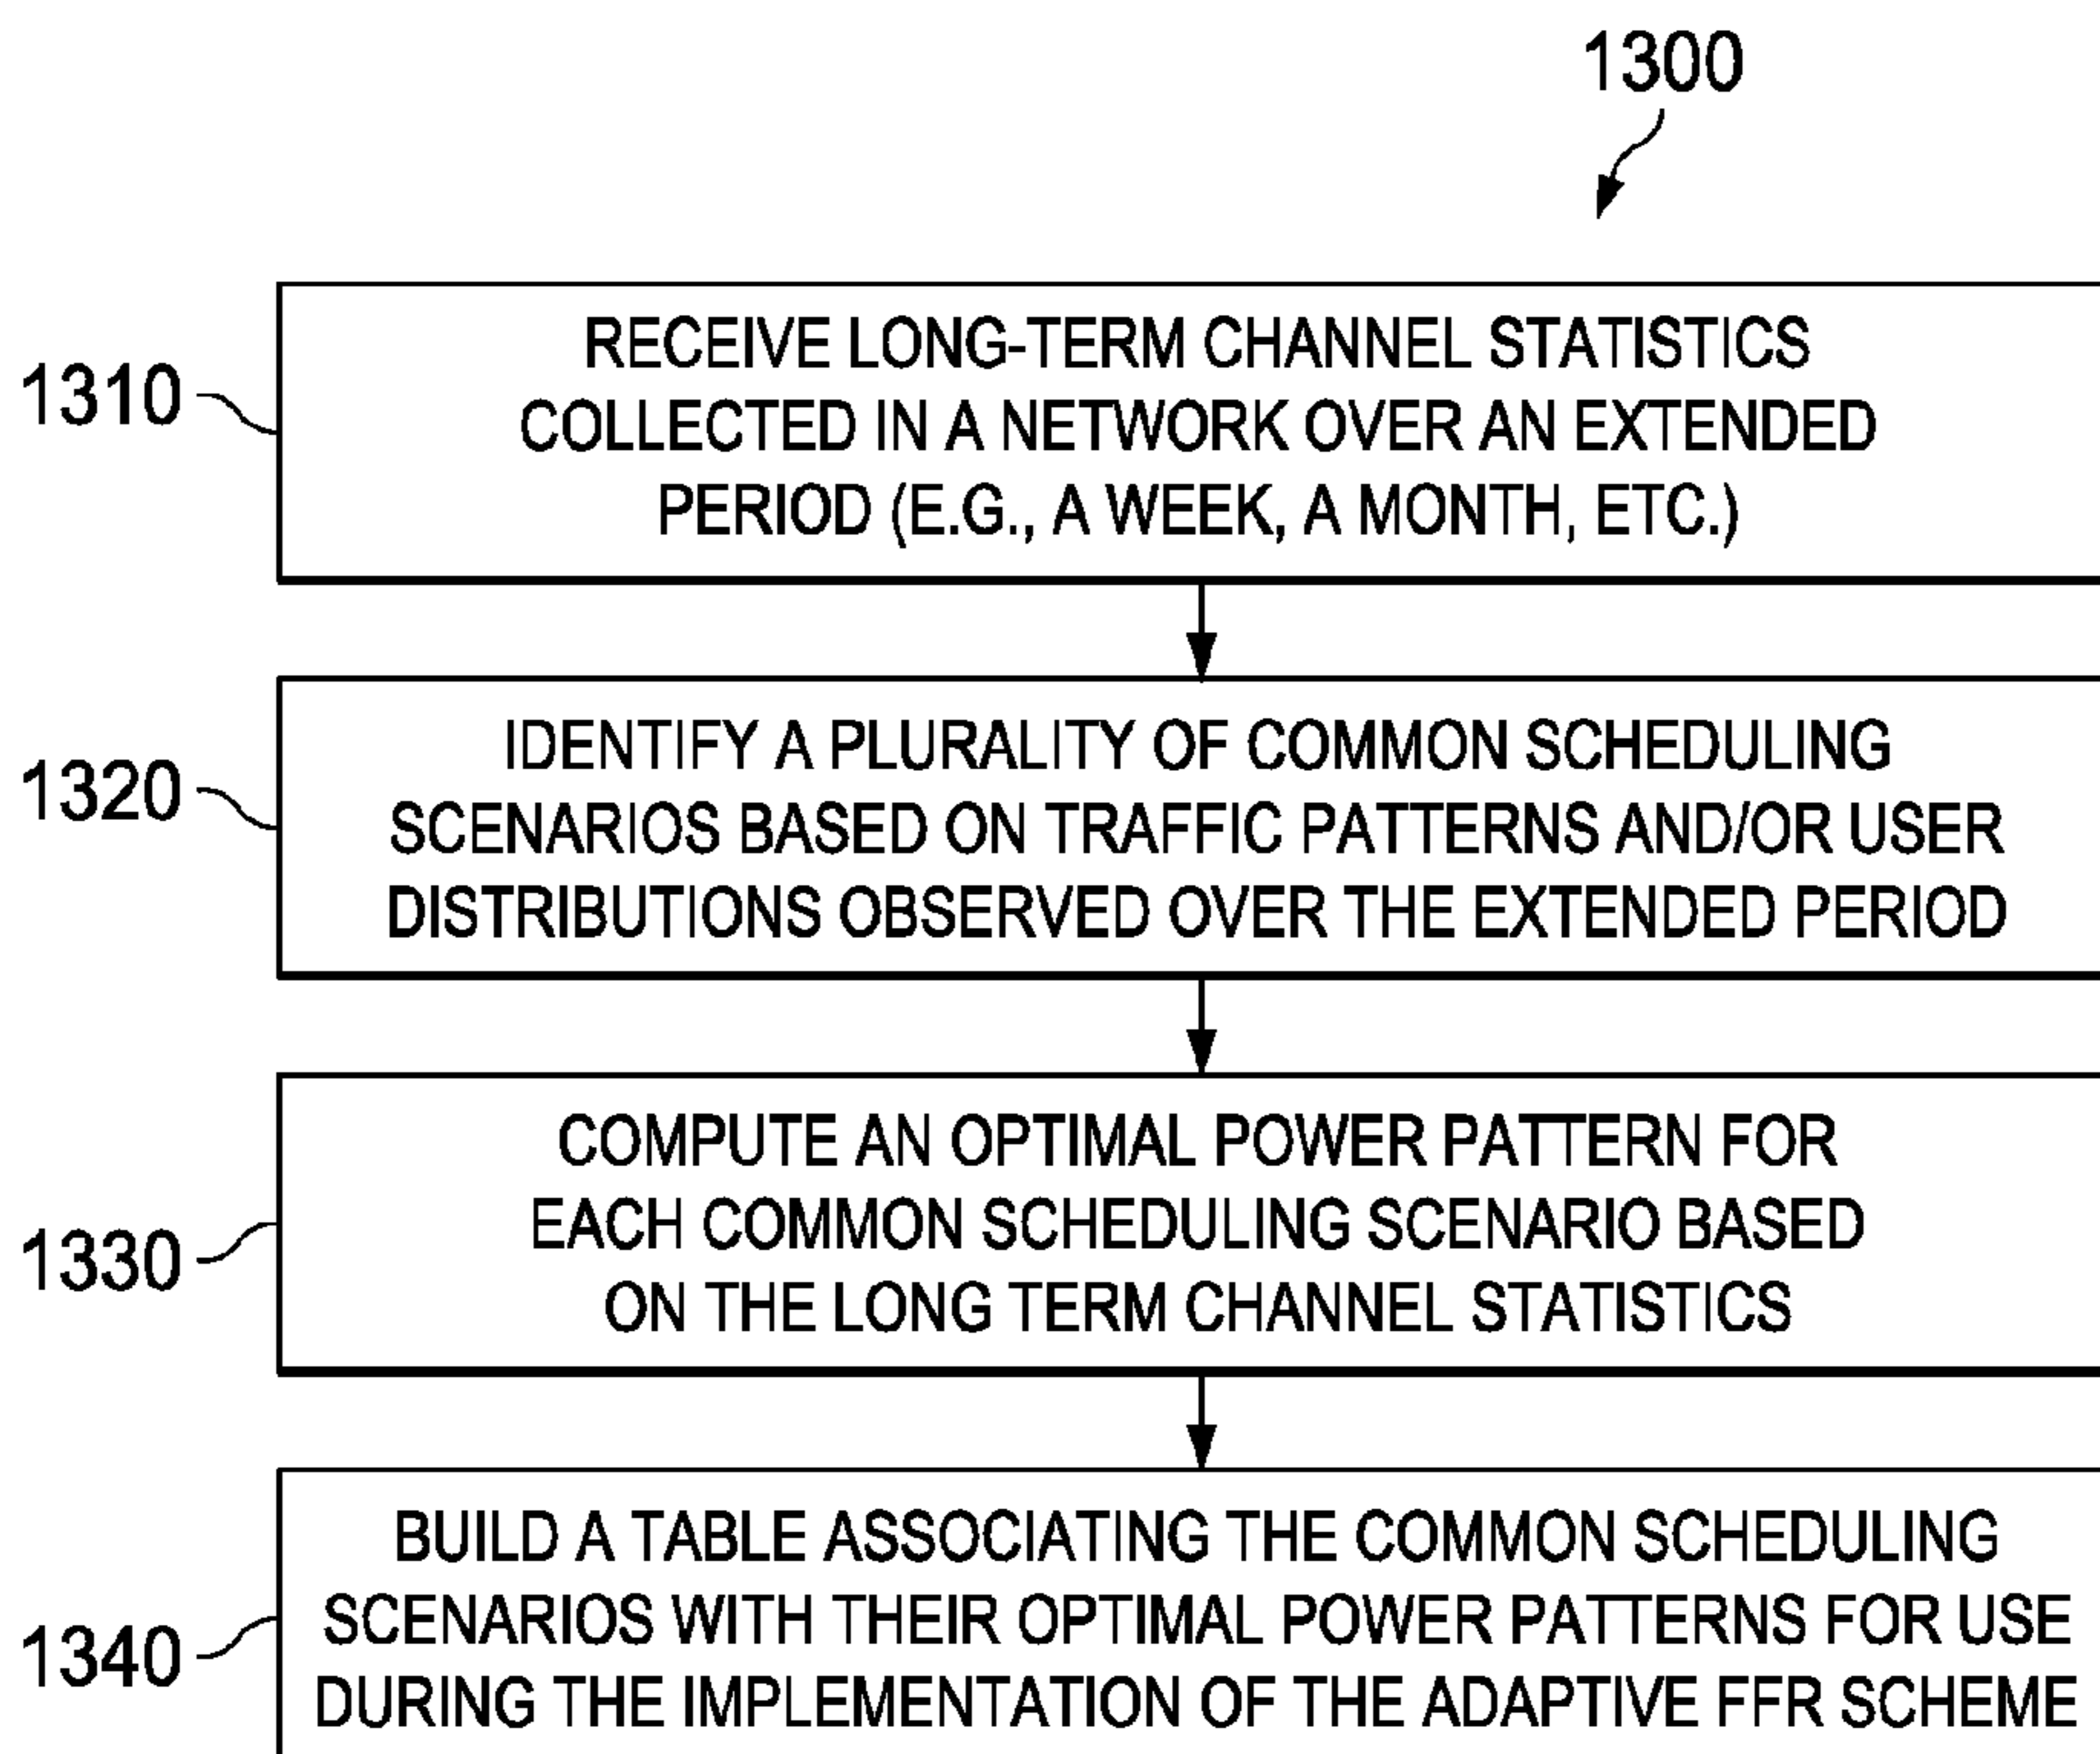 1300
1310
RECEIVE LONG-TERM CHANNEL STATISTICS
COLLECTED IN A NETWORK OVER AN EXTENDED
PERIOD (E.G., A WEEK, A MONTH, ETC.)
1320
IDENTIFY A PLURALITY OF COMMON SCHEDULING
SCENARIOS BASED ON TRAFFIC PATTERNS AND/OR USER
DISTRIBUTIONS OBSERVED OVER THE EXTENDED PERIOD
1330
COMPUTE AN OPTIMAL POWER PATTERN FOR
EACH COMMON SCHEDULING SCENARIO BASED
ON THE LONG TERM CHANNEL STATISTICS
1340
BUILD A TABLE ASSOCIATING THE COMMON SCHEDULING
SCENARIOS WITH THEIR OPTIMAL POWER PATTERNS FOR USE
DURING THE IMPLEMENTATION OF THE ADAPTIVE FFR SCHEME